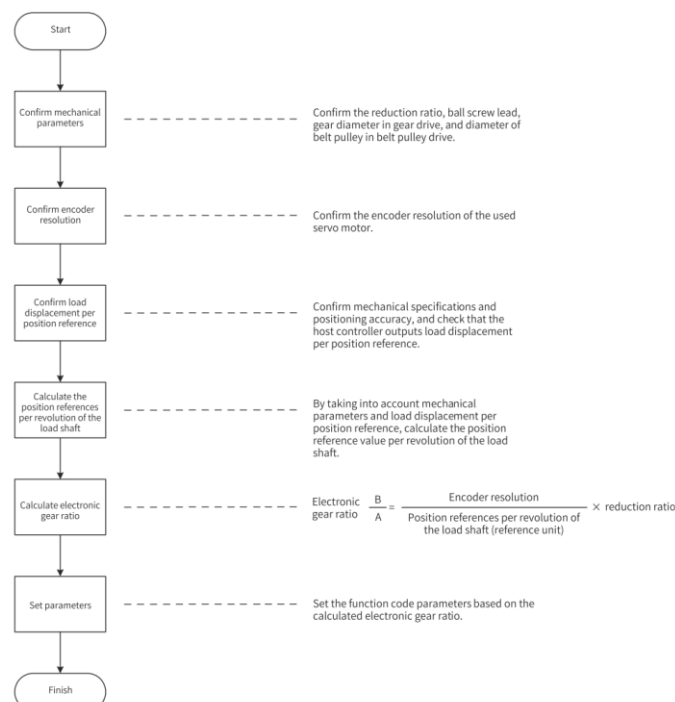 Start
Confirm mechanical
parameters
Confirm the reduction ratio, ball screw lead,
gear diameter in gear drive, and diameter of
belt pulley in belt pulley drive.
Confirm encoder
resolution
Confirm the encoder resolution of the used
servo motor.
Confirm load
displacement per
position reference
Confirm mechanical specifications and
positioning accuracy, and check that the
host controller outputs load displacement
per position reference.
Calculate the
position references
per revolution of the
load shaft
By taking into account mechanical
parameters and load displacement per
position reference, calculate the position
reference value per revolution of the load
shaft.
Calculate electronic
gear ratio
Electronic
gear ratio
B
A
=
Encoder resolution
Position references per revolution of
the load shaft (reference unit)
× reduction ratio
Set parameters
Set the function code parameters based on the
calculated electronic gear ratio.
Finish